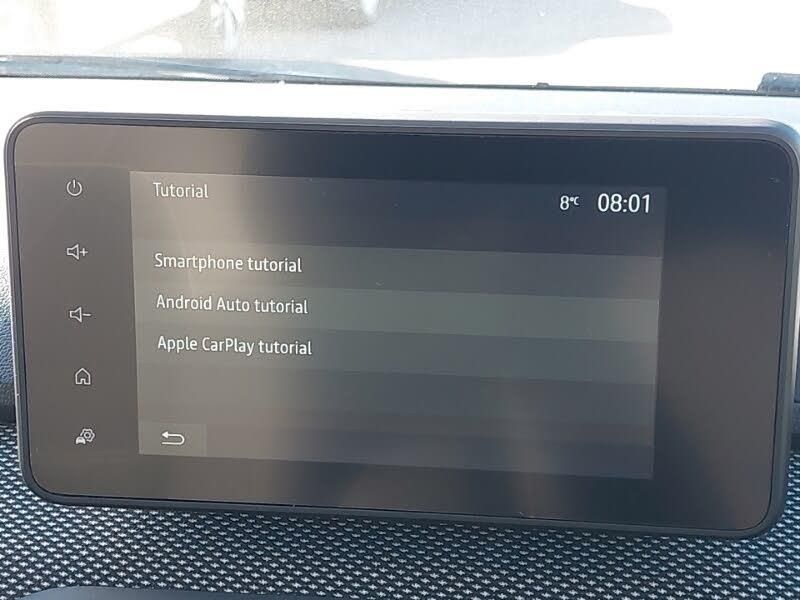 Tutorial
8°C 08:01
Smartphone tutorial
Android Auto tutorial
Apple CarPlay tutorial